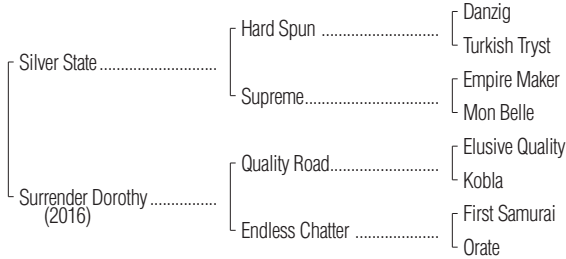 Danzig
Hard Spun ..............................
Turkish Tryst
Silver State..............................
Empire Maker
Supreme..................................
Mon Belle
Elusive Quality
Quality Road...........................
Kobla
Surrender Dorothy.................
(2016)
First Samurai
Endless Chatter .....................
Orate